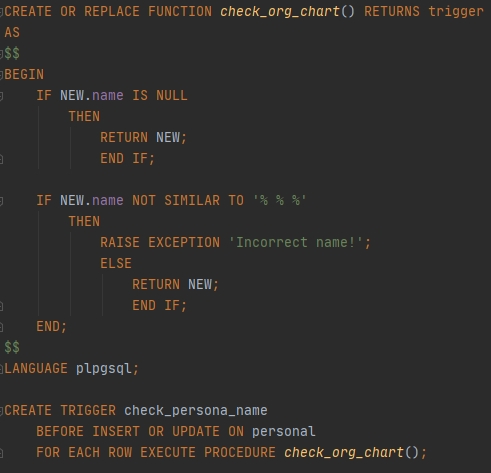 CREATE OR REPLACE FUNCTION check_org_chart() RETURNS trigger
AS
$$
BEGIN
    IF NEW.name IS NULL
        THEN
            RETURN NEW;
            END IF;

    IF NEW.name NOT SIMILAR TO '% % %'
        THEN
            RAISE EXCEPTION 'Incorrect name!';
            ELSE
                RETURN NEW;
                END IF;
    END;
$$
LANGUAGE plpgsql;

CREATE TRIGGER check_persona_name
    BEFORE INSERT OR UPDATE ON personal
    FOR EACH ROW EXECUTE PROCEDURE check_org_chart();